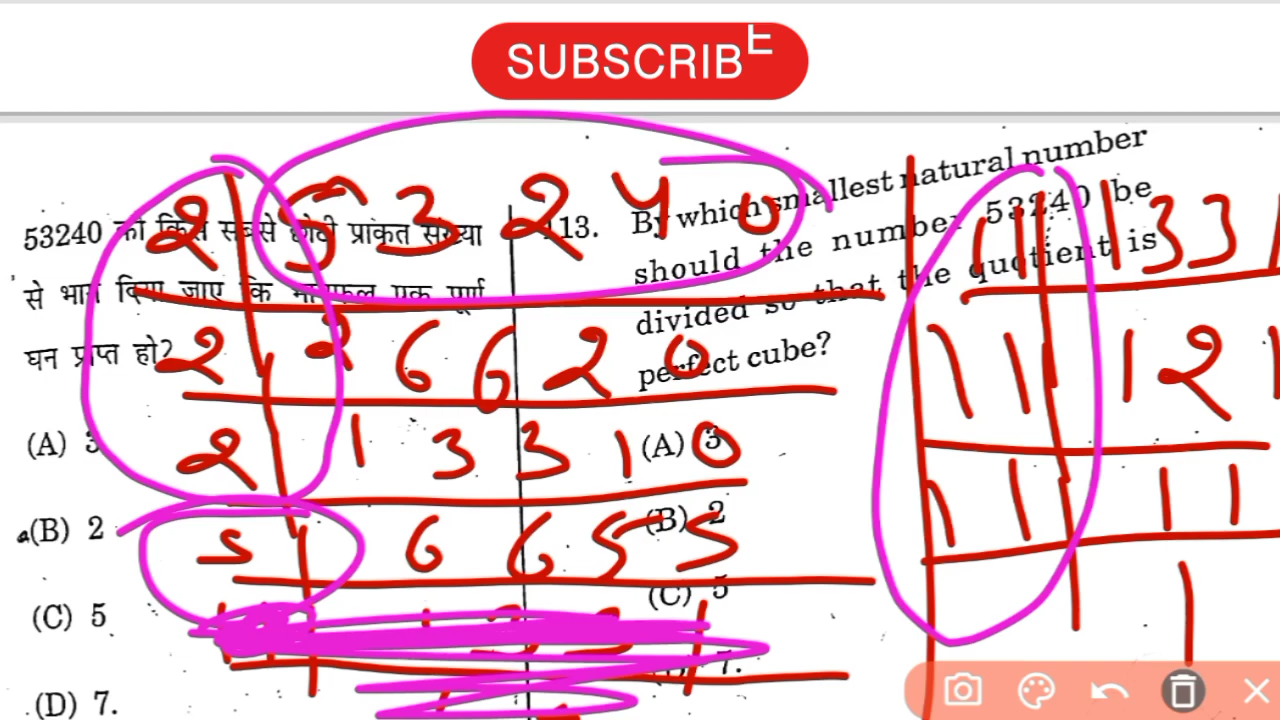 SUBSCRIBE
53240 को किस सबसे छोटी प्राकृत संख्या
से भाग दिया जाए कि भागफल एक पूर्ण
घन प्राप्त हो?
(A) 3
(B) 2
(C) 5
(D) 7.
113. By which smallest natural number
should the number 53240 be
divided so that the quotient is
perfect cube?
(A) 3
(B) 2
(C) 5
(D) 7.
2 53240
2 26620
2 13310
5 6655
11 1331
11 121
11 11
1